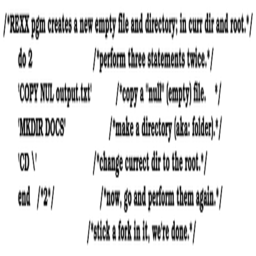 /*REXX pgm creates a new empty file and directory; in curr dir and root.*/
do 2 /*perform three statements twice.*/
'COPY NUL output.txt' /*copy a "null" (empty) file. */
'MKDIR DOCS' /*make a directory (aka: folder).*/
'CD \' /*change currect dir to the root.*/
end /*2*/ /*now, go and perform them again.*/
/*stick a fork in it, we're done.*/